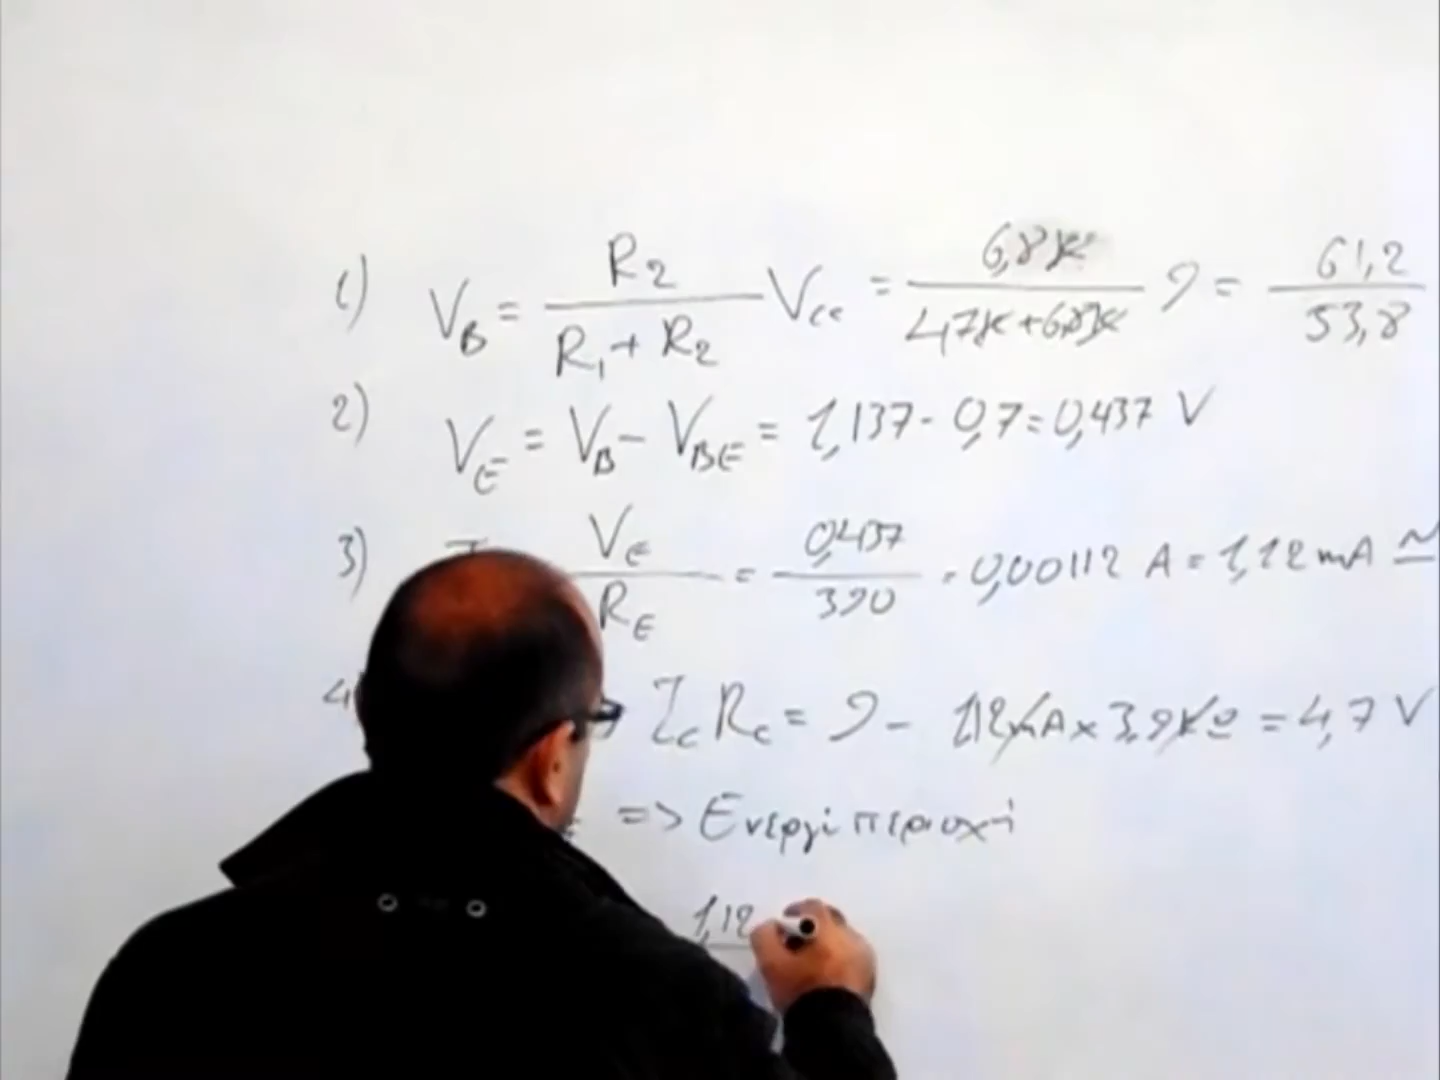 1) V_B = R_2 / (R_1 + R_2) V_cc = 6,8K / (47K + 6,8K) 9 = 61,2 / 53,8
2) V_E = V_B - V_BE = 1,137 - 0,7 = 0,437 V
3) V_E / R_E = 0,437 / 390 = 0,00112 A = 1,12 mA ≃
4) I_c R_c = 9 - 1,12mA x 3,9KΩ = 4,7 V
=> Ενεργή περιοχή
1,12